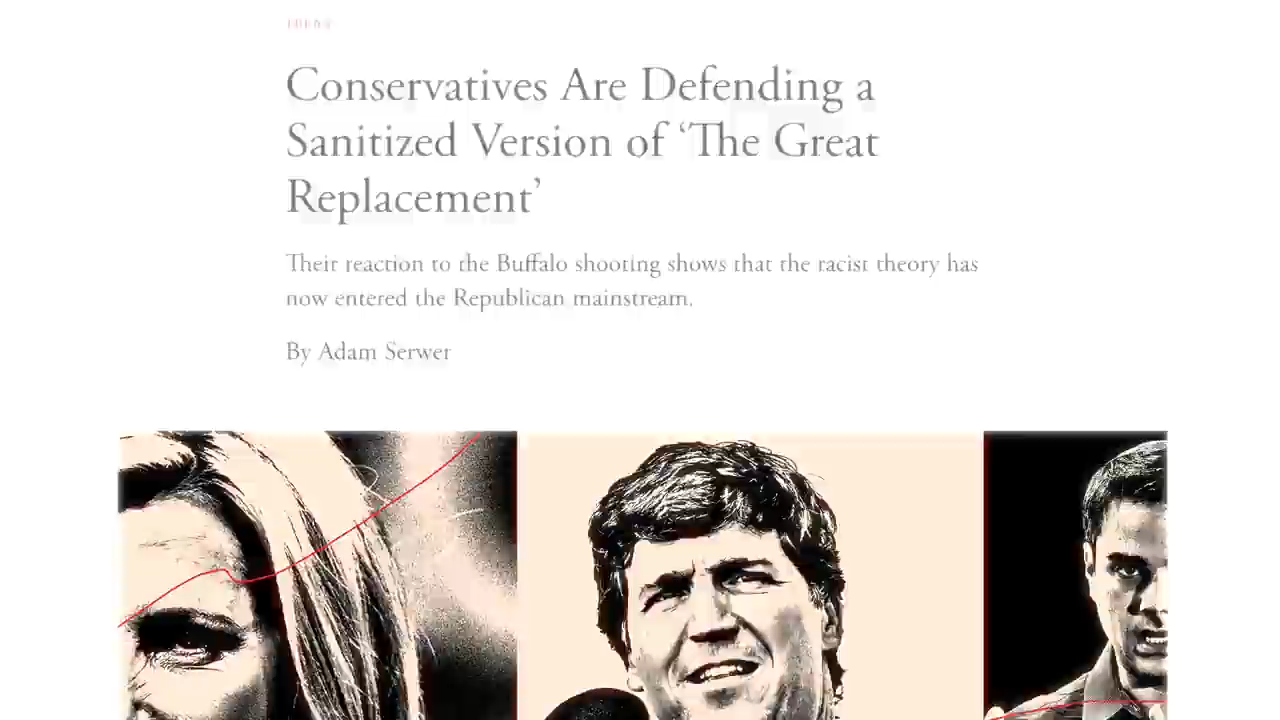 IDEAS
Conservatives Are Defending a
Sanitized Version of ‘The Great
Replacement’
Their reaction to the Buffalo shooting shows that the racist theory has
now entered the Republican mainstream.
By Adam Serwer